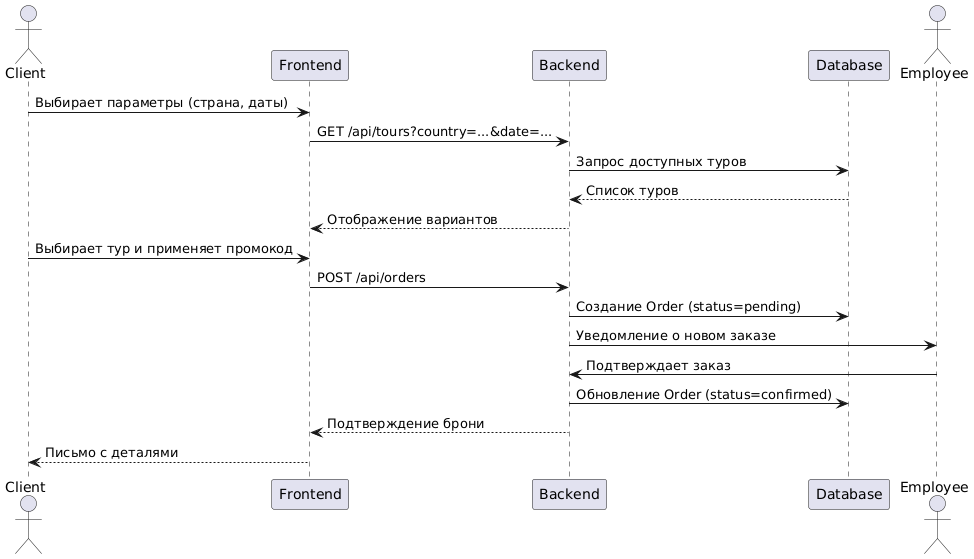 Client
Frontend
Backend
Database
Employee
Выбирает параметры (страна, даты)
GET /api/tours?country=...&date=...
Запрос доступных туров
Список туров
Отображение вариантов
Выбирает тур и применяет промокод
POST /api/orders
Создание Order (status=pending)
Уведомление о новом заказе
Подтверждает заказ
Обновление Order (status=confirmed)
Подтверждение брони
Письмо с деталями
Client
Frontend
Backend
Database
Employee